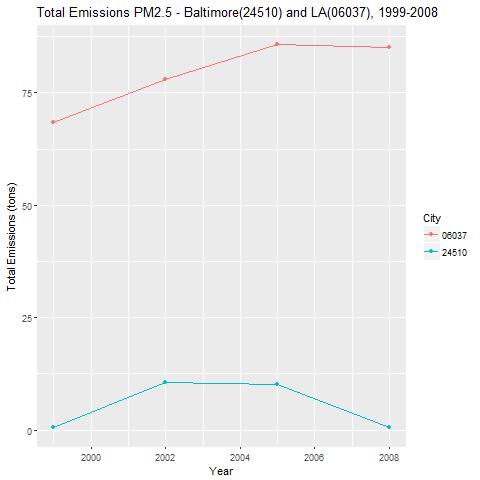 Total Emissions PM2.5 - Baltimore(24510) and LA(06037), 1999-2008
75
50
25
0
Total Emissions (tons)
2000 2002 2004 2006 2008
Year
City
06037
24510